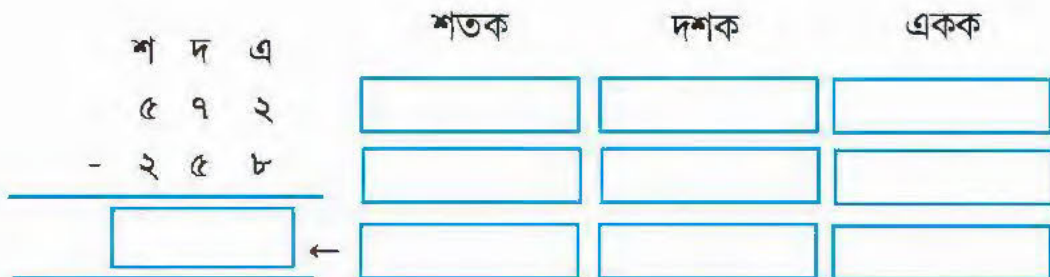 শতক দশক একক
শ দ এ
৫ ৭ ২
- ২ ৫ ৮
←